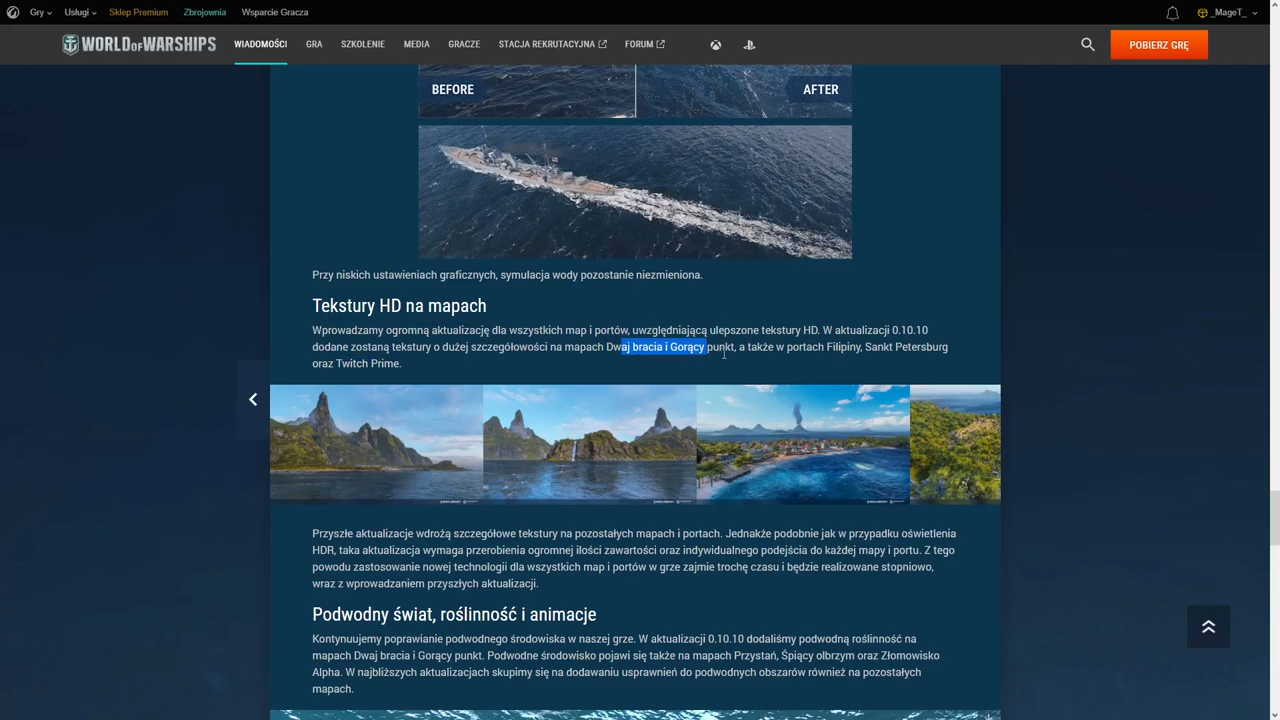 Gry Usługi Sklep Premium Zbrojownia Wsparcie Gracza _MageT_
WORLD OF WARSHIPS WIADOMOŚCI GRA SZKOLENIE MEDIA GRACZE STACJA REKRUTACYJNA FORUM POBIERZ GRĘ
BEFORE AFTER
Przy niskich ustawieniach graficznych, symulacja wody pozostanie niezmieniona.
Tekstury HD na mapach
Wprowadzamy ogromną aktualizację dla wszystkich map i portów, uwzględniającą ulepszone tekstury HD. W aktualizacji 0.10.10
dodane zostaną tekstury o dużej szczegółowości na mapach Dwaj bracia i Gorący punkt, a także w portach Filipiny, Sankt Petersburg
oraz Twitch Prime.
Przyszłe aktualizacje wdrożą szczegółowe tekstury na pozostałych mapach i portach. Jednakże podobnie jak w przypadku oświetlenia
HDR, taka aktualizacja wymaga przerobienia ogromnej ilości zawartości oraz indywidualnego podejścia do każdej mapy i portu. Z tego
powodu zastosowanie nowej technologii dla wszystkich map i portów w grze zajmie trochę czasu i będzie realizowane stopniowo,
wraz z wprowadzaniem przyszłych aktualizacji.
Podwodny świat, roślinność i animacje
Kontynuujemy poprawianie podwodnego środowiska w naszej grze. W aktualizacji 0.10.10 dodaliśmy podwodną roślinność na
mapach Dwaj bracia i Gorący punkt. Podwodne środowisko pojawi się także na mapach Przystań, Śpiący olbrzym oraz Złomowisko
Alpha. W najbliższych aktualizacjach skupimy się na dodawaniu usprawnień do podwodnych obszarów również na pozostałych
mapach.